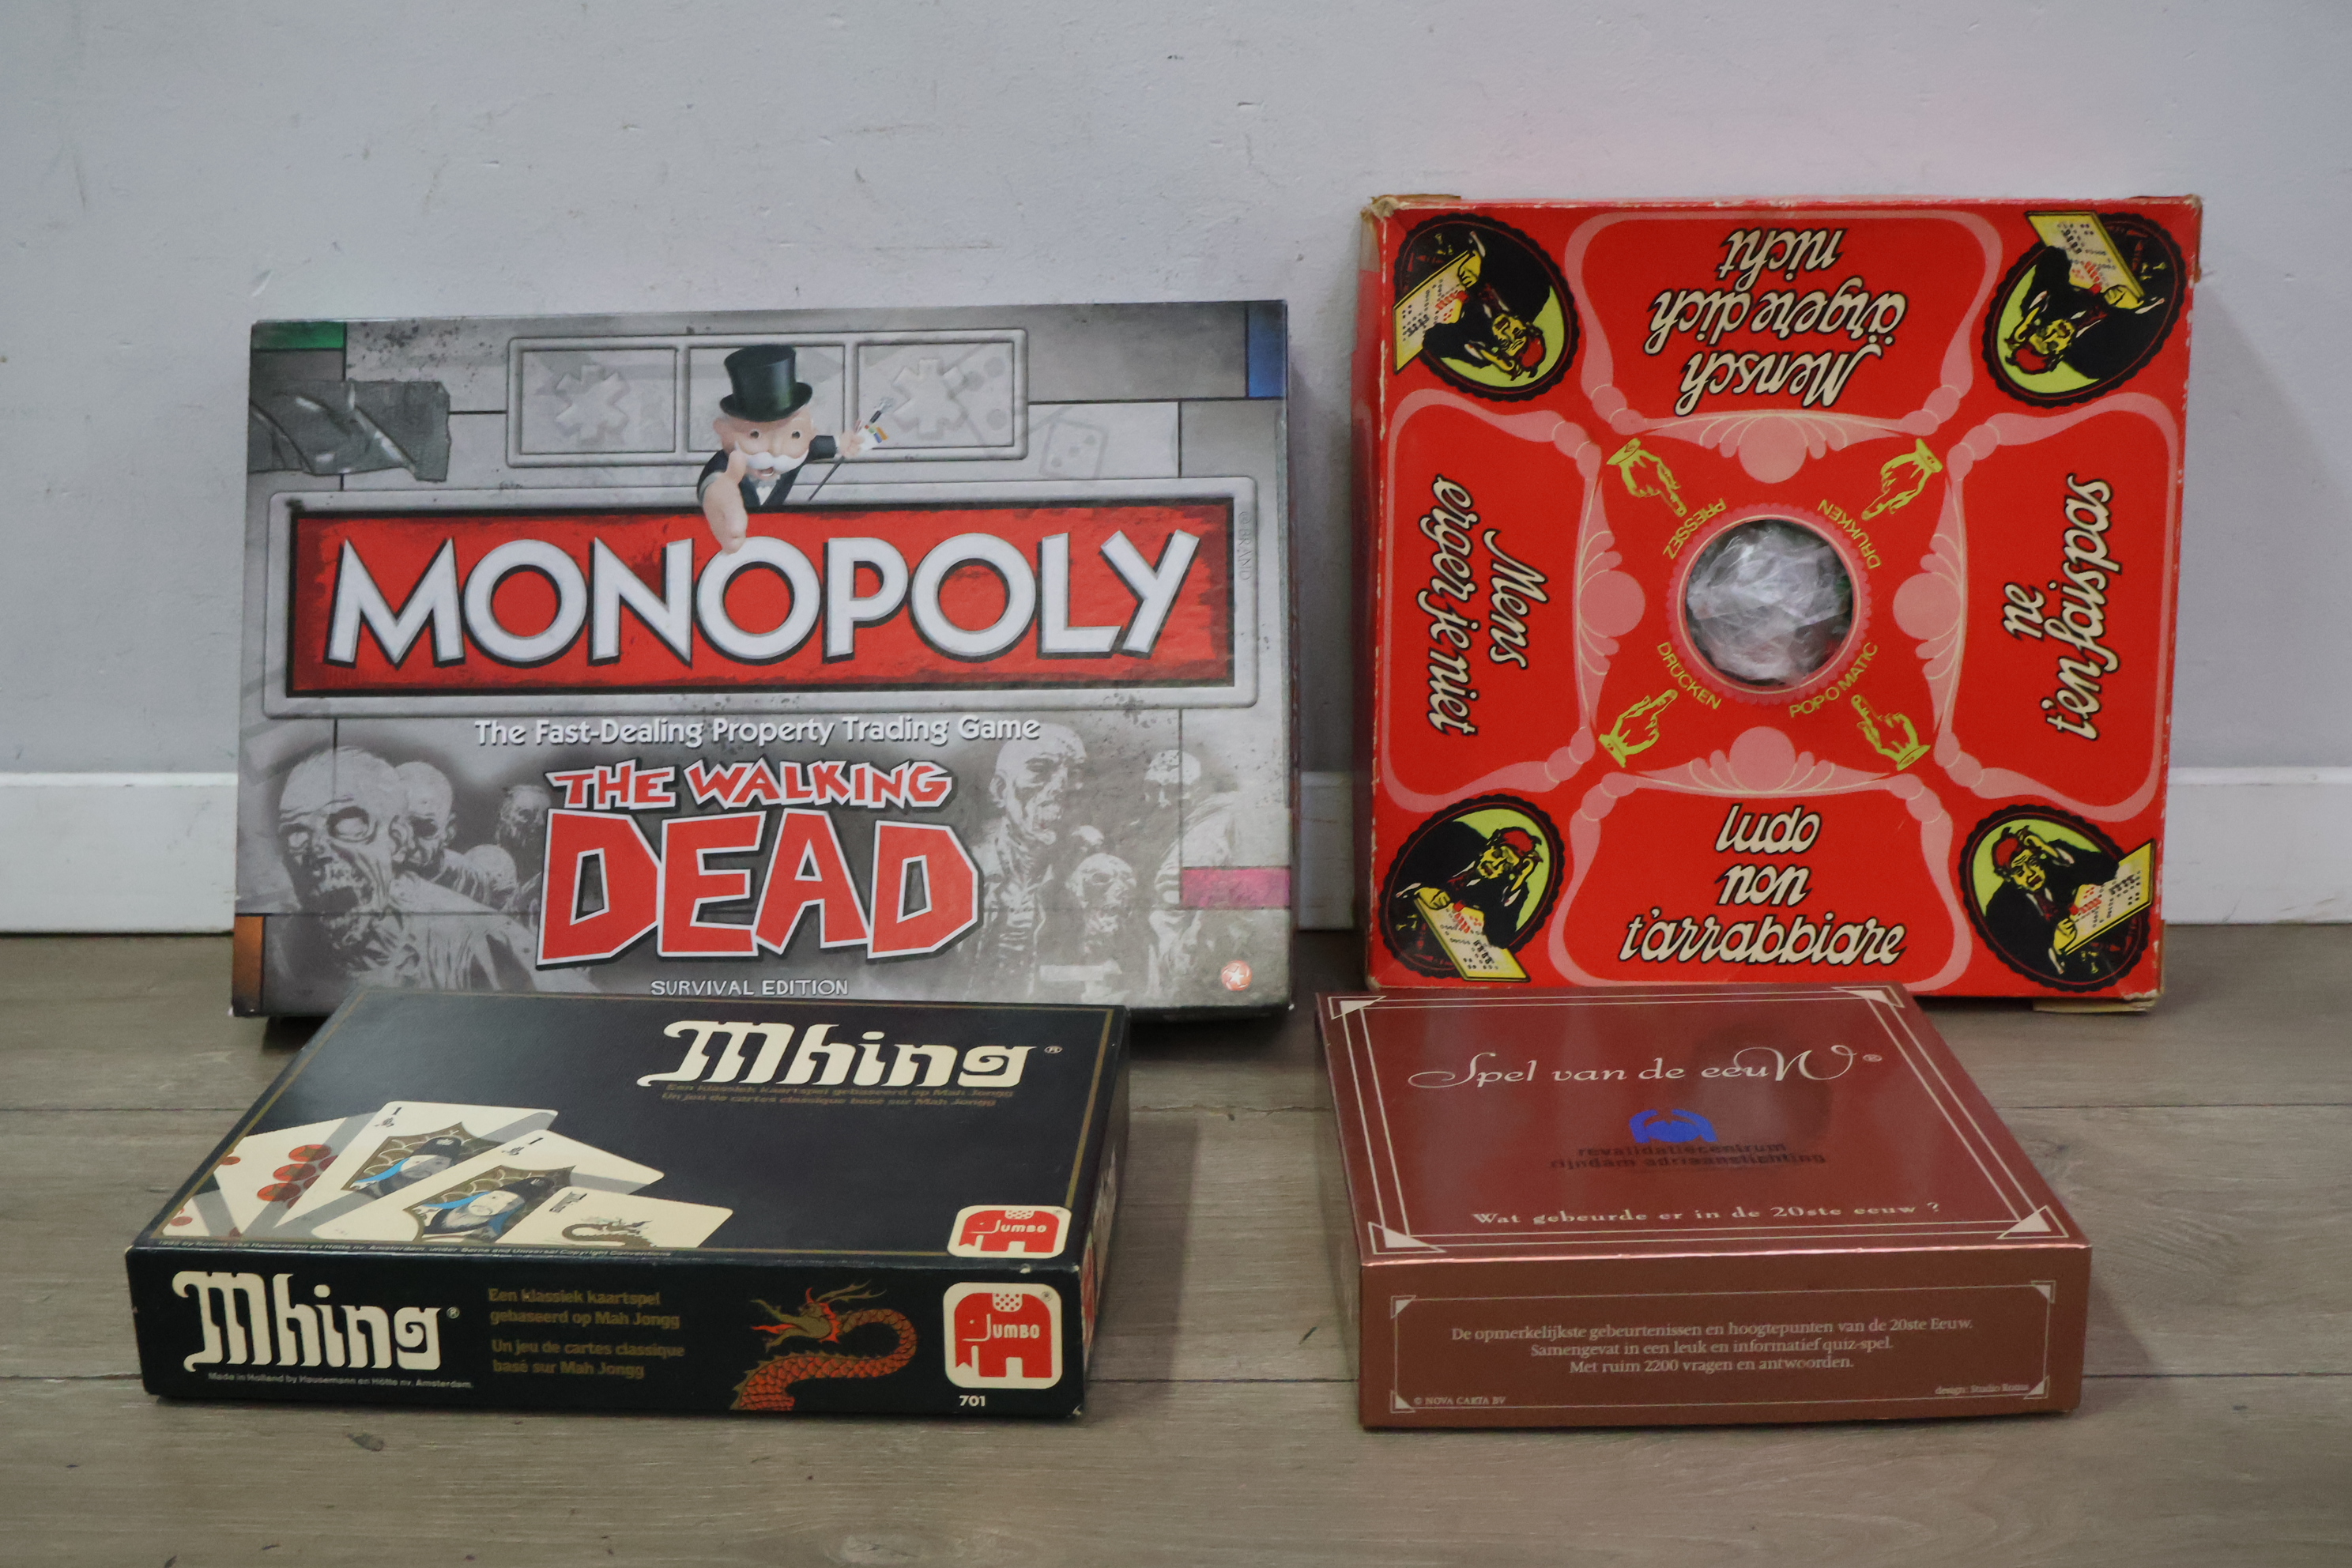 MONOPOLY
® BRAND
The Fast-Dealing Property Trading Game
THE WALKING
DEAD
SURVIVAL EDITION
Mensch
ärgere dich
nicht
Mens
erger je niet
PRESSEZ
DRUKKEN
DRÜCKEN
POP O MATIC
ne
t'en fais pas
ludo
non
t'arrabbiare
Mhing®
Een klassiek kaartspel gebaseerd op Mah Jongg
Un jeu de cartes classique basé sur Mah Jongg
1
1
JUMBO
Mhing®
Een klassiek kaartspel
gebaseerd op Mah Jongg
Un jeu de cartes classique
basé sur Mah Jongg
Made in Holland by Hausemann en Hötte nv, Amsterdam.
JUMBO
701
Spel van de eeuW®
revalidatiecentrum
rijndam adriaanstichting
Wat gebeurde er in de 20ste eeuw ?
De opmerkelijkste gebeurtenissen en hoogtepunten van de 20ste Eeuw.
Samengevat in een leuk en informatief quiz-spel.
Met ruim 2200 vragen en antwoorden.
© NOVA CARTA BV
design: Studio Roma